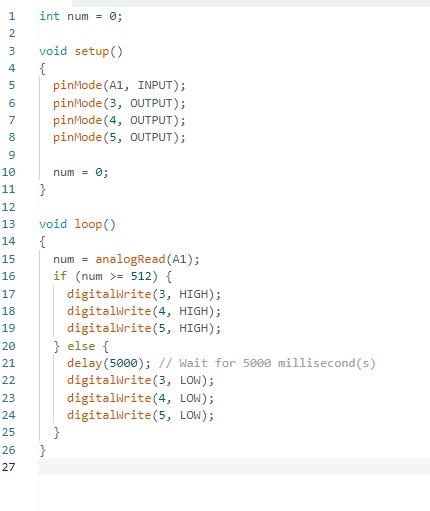 1 int num = 0;
2
3 void setup()
4 {
5 pinMode(A1, INPUT);
6 pinMode(3, OUTPUT);
7 pinMode(4, OUTPUT);
8 pinMode(5, OUTPUT);
9
10 num = 0;
11 }
12
13 void loop()
14 {
15 num = analogRead(A1);
16 if (num >= 512) {
17 digitalWrite(3, HIGH);
18 digitalWrite(4, HIGH);
19 digitalWrite(5, HIGH);
20 } else {
21 delay(5000); // Wait for 5000 millisecond(s)
22 digitalWrite(3, LOW);
23 digitalWrite(4, LOW);
24 digitalWrite(5, LOW);
25 }
26 }
27